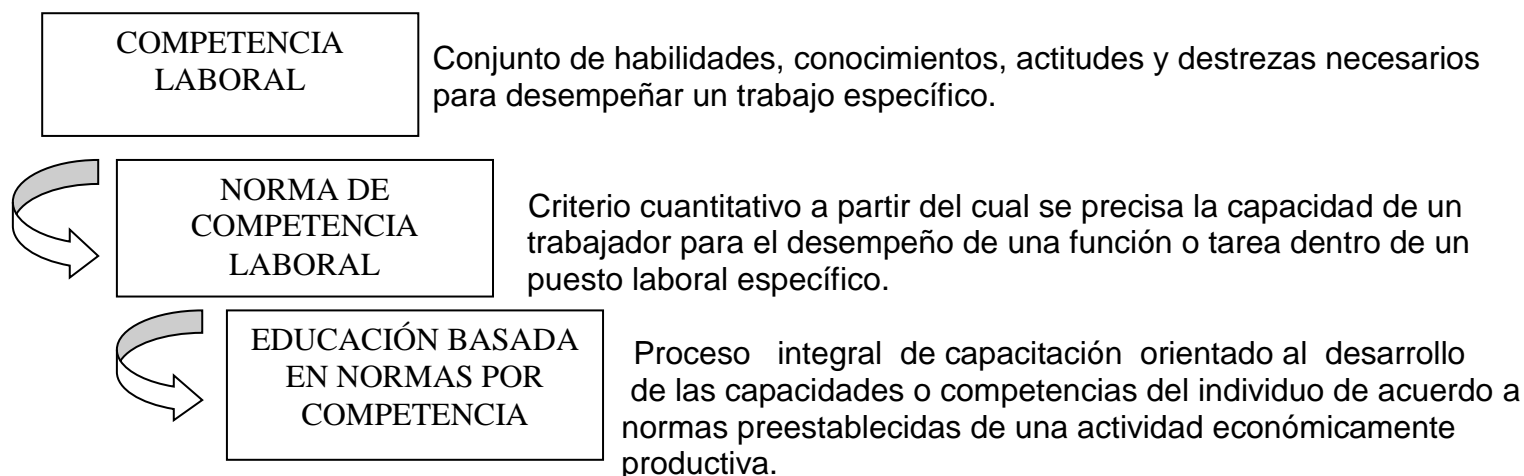 COMPETENCIA
LABORAL
Conjunto de habilidades, conocimientos, actitudes y destrezas necesarios
para desempeñar un trabajo específico.
NORMA DE
COMPETENCIA
LABORAL
Criterio cuantitativo a partir del cual se precisa la capacidad de un
trabajador para el desempeño de una función o tarea dentro de un
puesto laboral específico.
EDUCACIÓN BASADA
EN NORMAS POR
COMPETENCIA
Proceso integral de capacitación orientado al desarrollo
de las capacidades o competencias del individuo de acuerdo a
normas preestablecidas de una actividad económicamente
productiva.